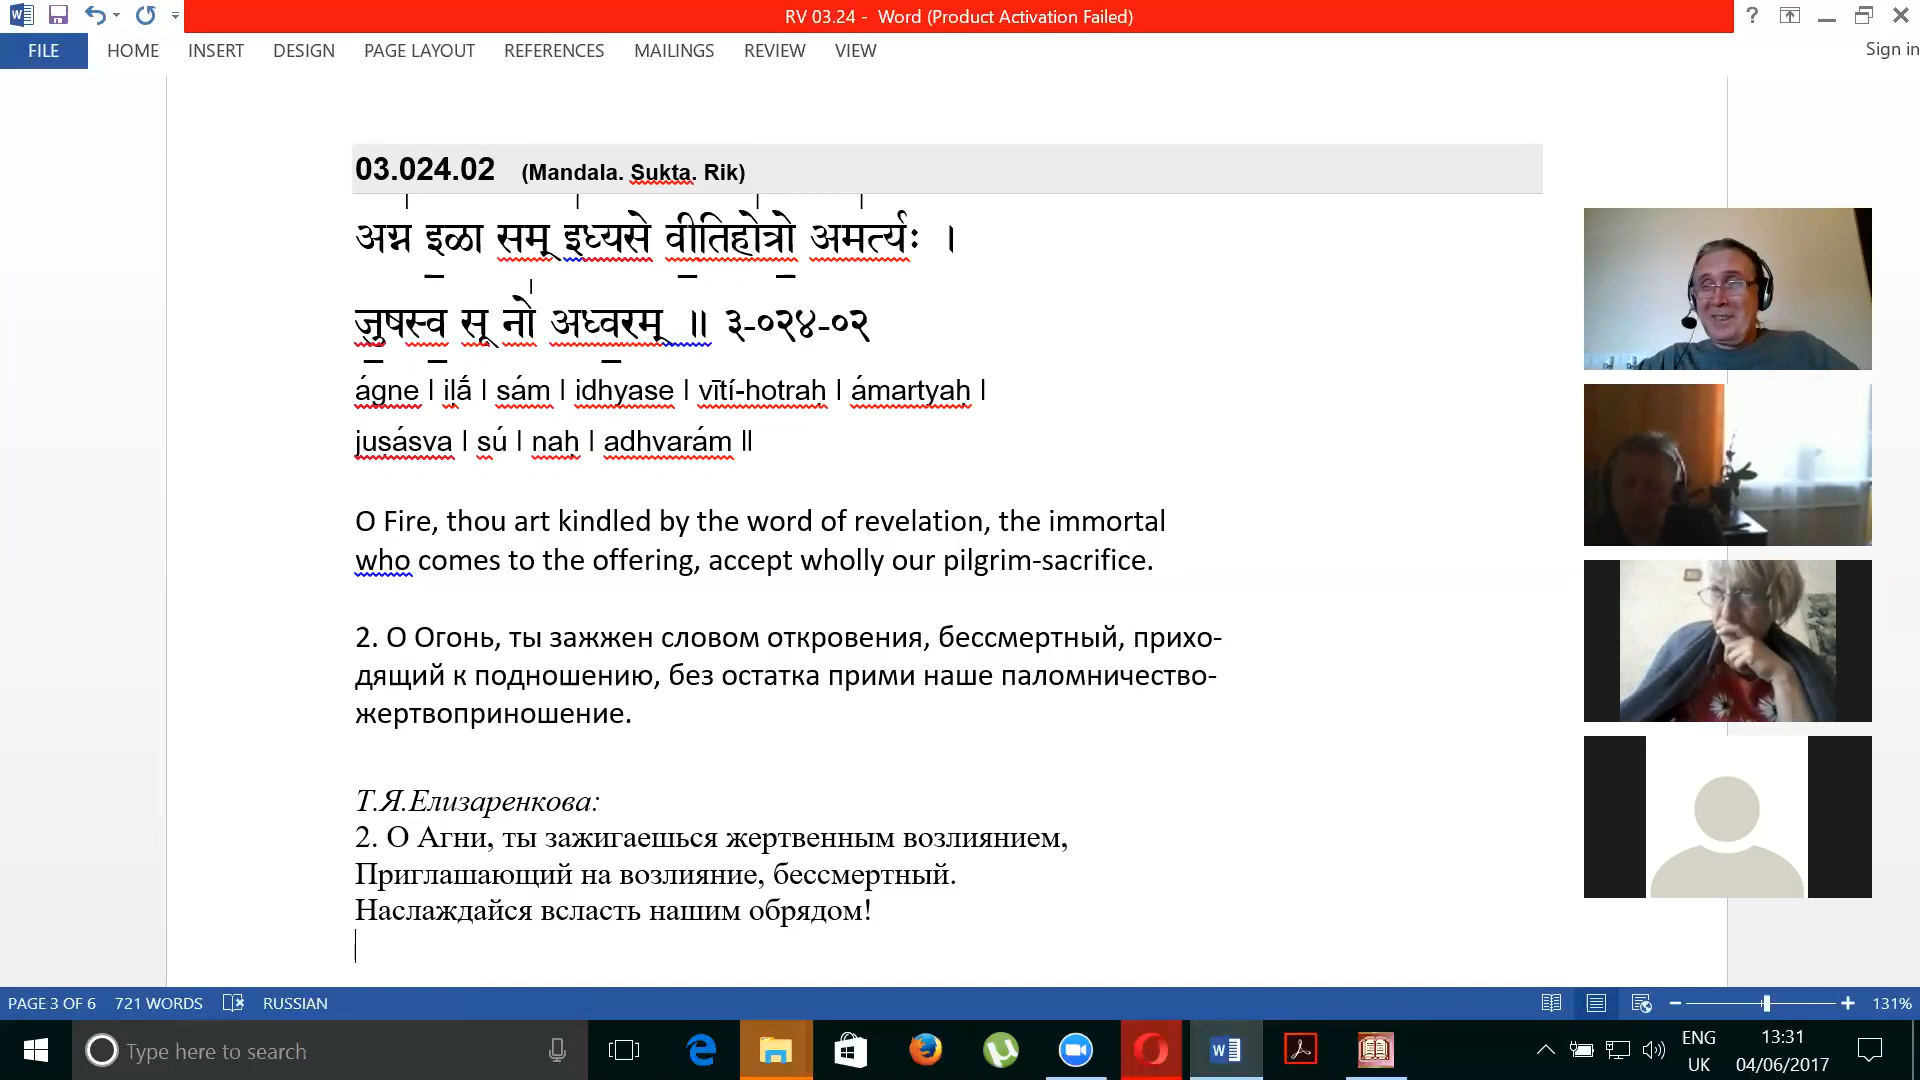 RV 03.24 - Word (Product Activation Failed)
FILE HOME INSERT DESIGN PAGE LAYOUT REFERENCES MAILINGS REVIEW VIEW Sign in
03.024.02 (Mandala. Sukta. Rik)
अग्न इळा सम् इध्यसे वीतिहोत्रो अमर्त्यः ।
जुषस्व सू नो अध्वरम् ॥ ३-०२४-०२
ágne | iḷā́ | sám | idhyase | vītí-hotraḥ | ámartyaḥ |
juṣásva | sú | naḥ | adhvarám ||
O Fire, thou art kindled by the word of revelation, the immortal
who comes to the offering, accept wholly our pilgrim-sacrifice.
2. О Огонь, ты зажжен словом откровения, бессмертный, прихо-
дящий к подношению, без остатка прими наше паломничество-
жертвоприношение.
Т.Я.Елизаренкова:
2. О Агни, ты зажигаешься жертвенным возлиянием,
Приглашающий на возлияние, бессмертный.
Наслаждайся всласть нашим обрядом!
PAGE 3 OF 6 721 WORDS RUSSIAN 131%
Type here to search
ENG 13:31
UK 04/06/2017